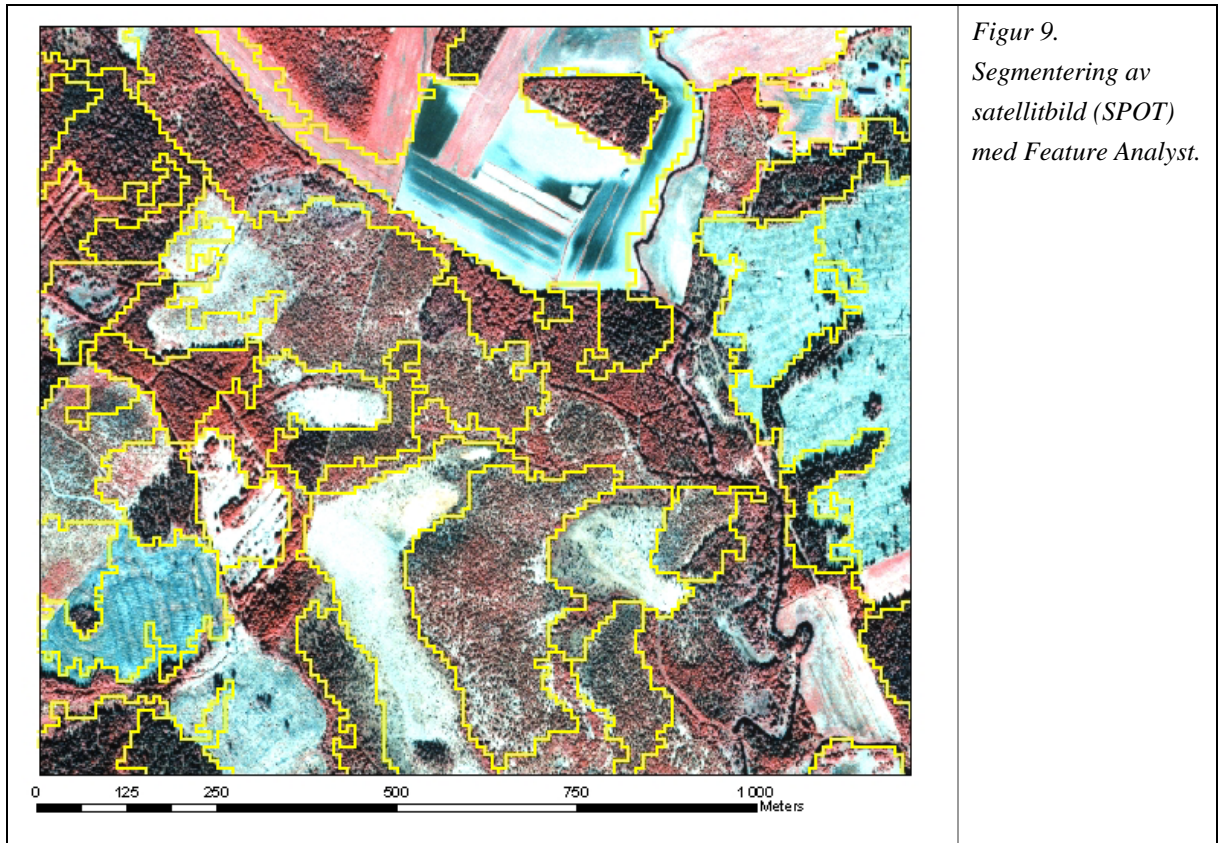 Figur 9.
Segmentering av
satellitbild (SPOT)
med Feature Analyst.
0 125 250 500 750 1 000
Meters